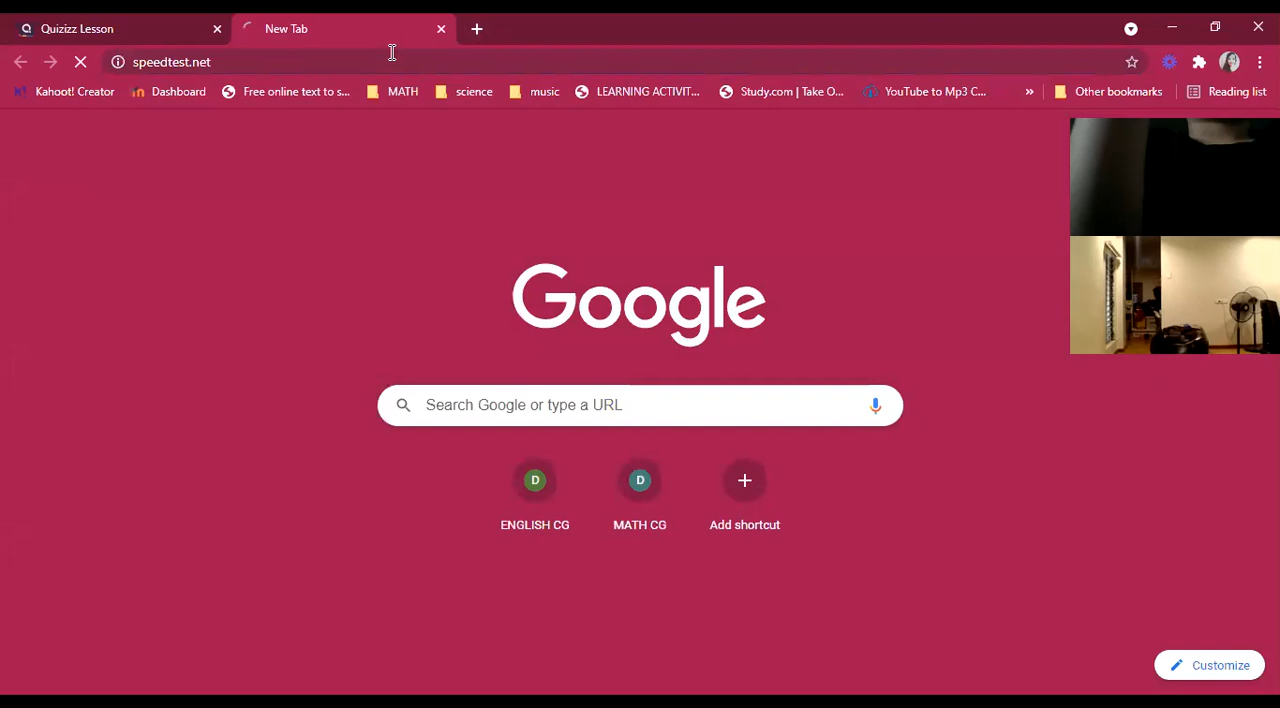 Quizizz Lesson
New Tab
speedtest.net
Kahoot! Creator
Dashboard
Free online text to s...
MATH
science
music
LEARNING ACTIVIT...
Study.com | Take O...
YouTube to Mp3 C...
»
Other bookmarks
Reading list
Google
Search Google or type a URL
D
ENGLISH CG
D
MATH CG
Add shortcut
Customize